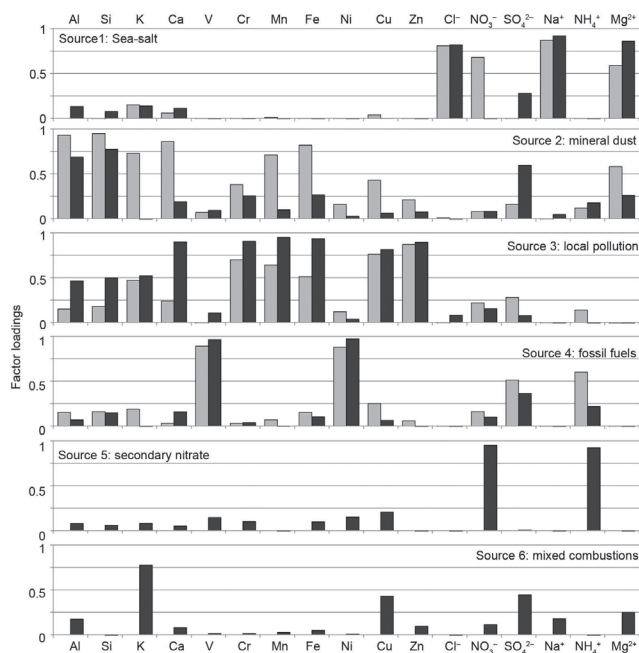 Al Si K Ca V Cr Mn Fe Ni Cu Zn Cl⁻ NO₃⁻ SO₄²⁻ Na⁺ NH₄⁺ Mg²⁺
1
Source1: Sea-salt
0.5
0
1
Source 2: mineral dust
0.5
0
1
Source 3: local pollution
0.5
0
Factor loadings
1
Source 4: fossil fuels
0.5
0
1
Source 5: secondary nitrate
0.5
0
1
Source 6: mixed combustions
0.5
0
Al Si K Ca V Cr Mn Fe Ni Cu Zn Cl⁻ NO₃⁻ SO₄²⁻ Na⁺ NH₄⁺ Mg²⁺